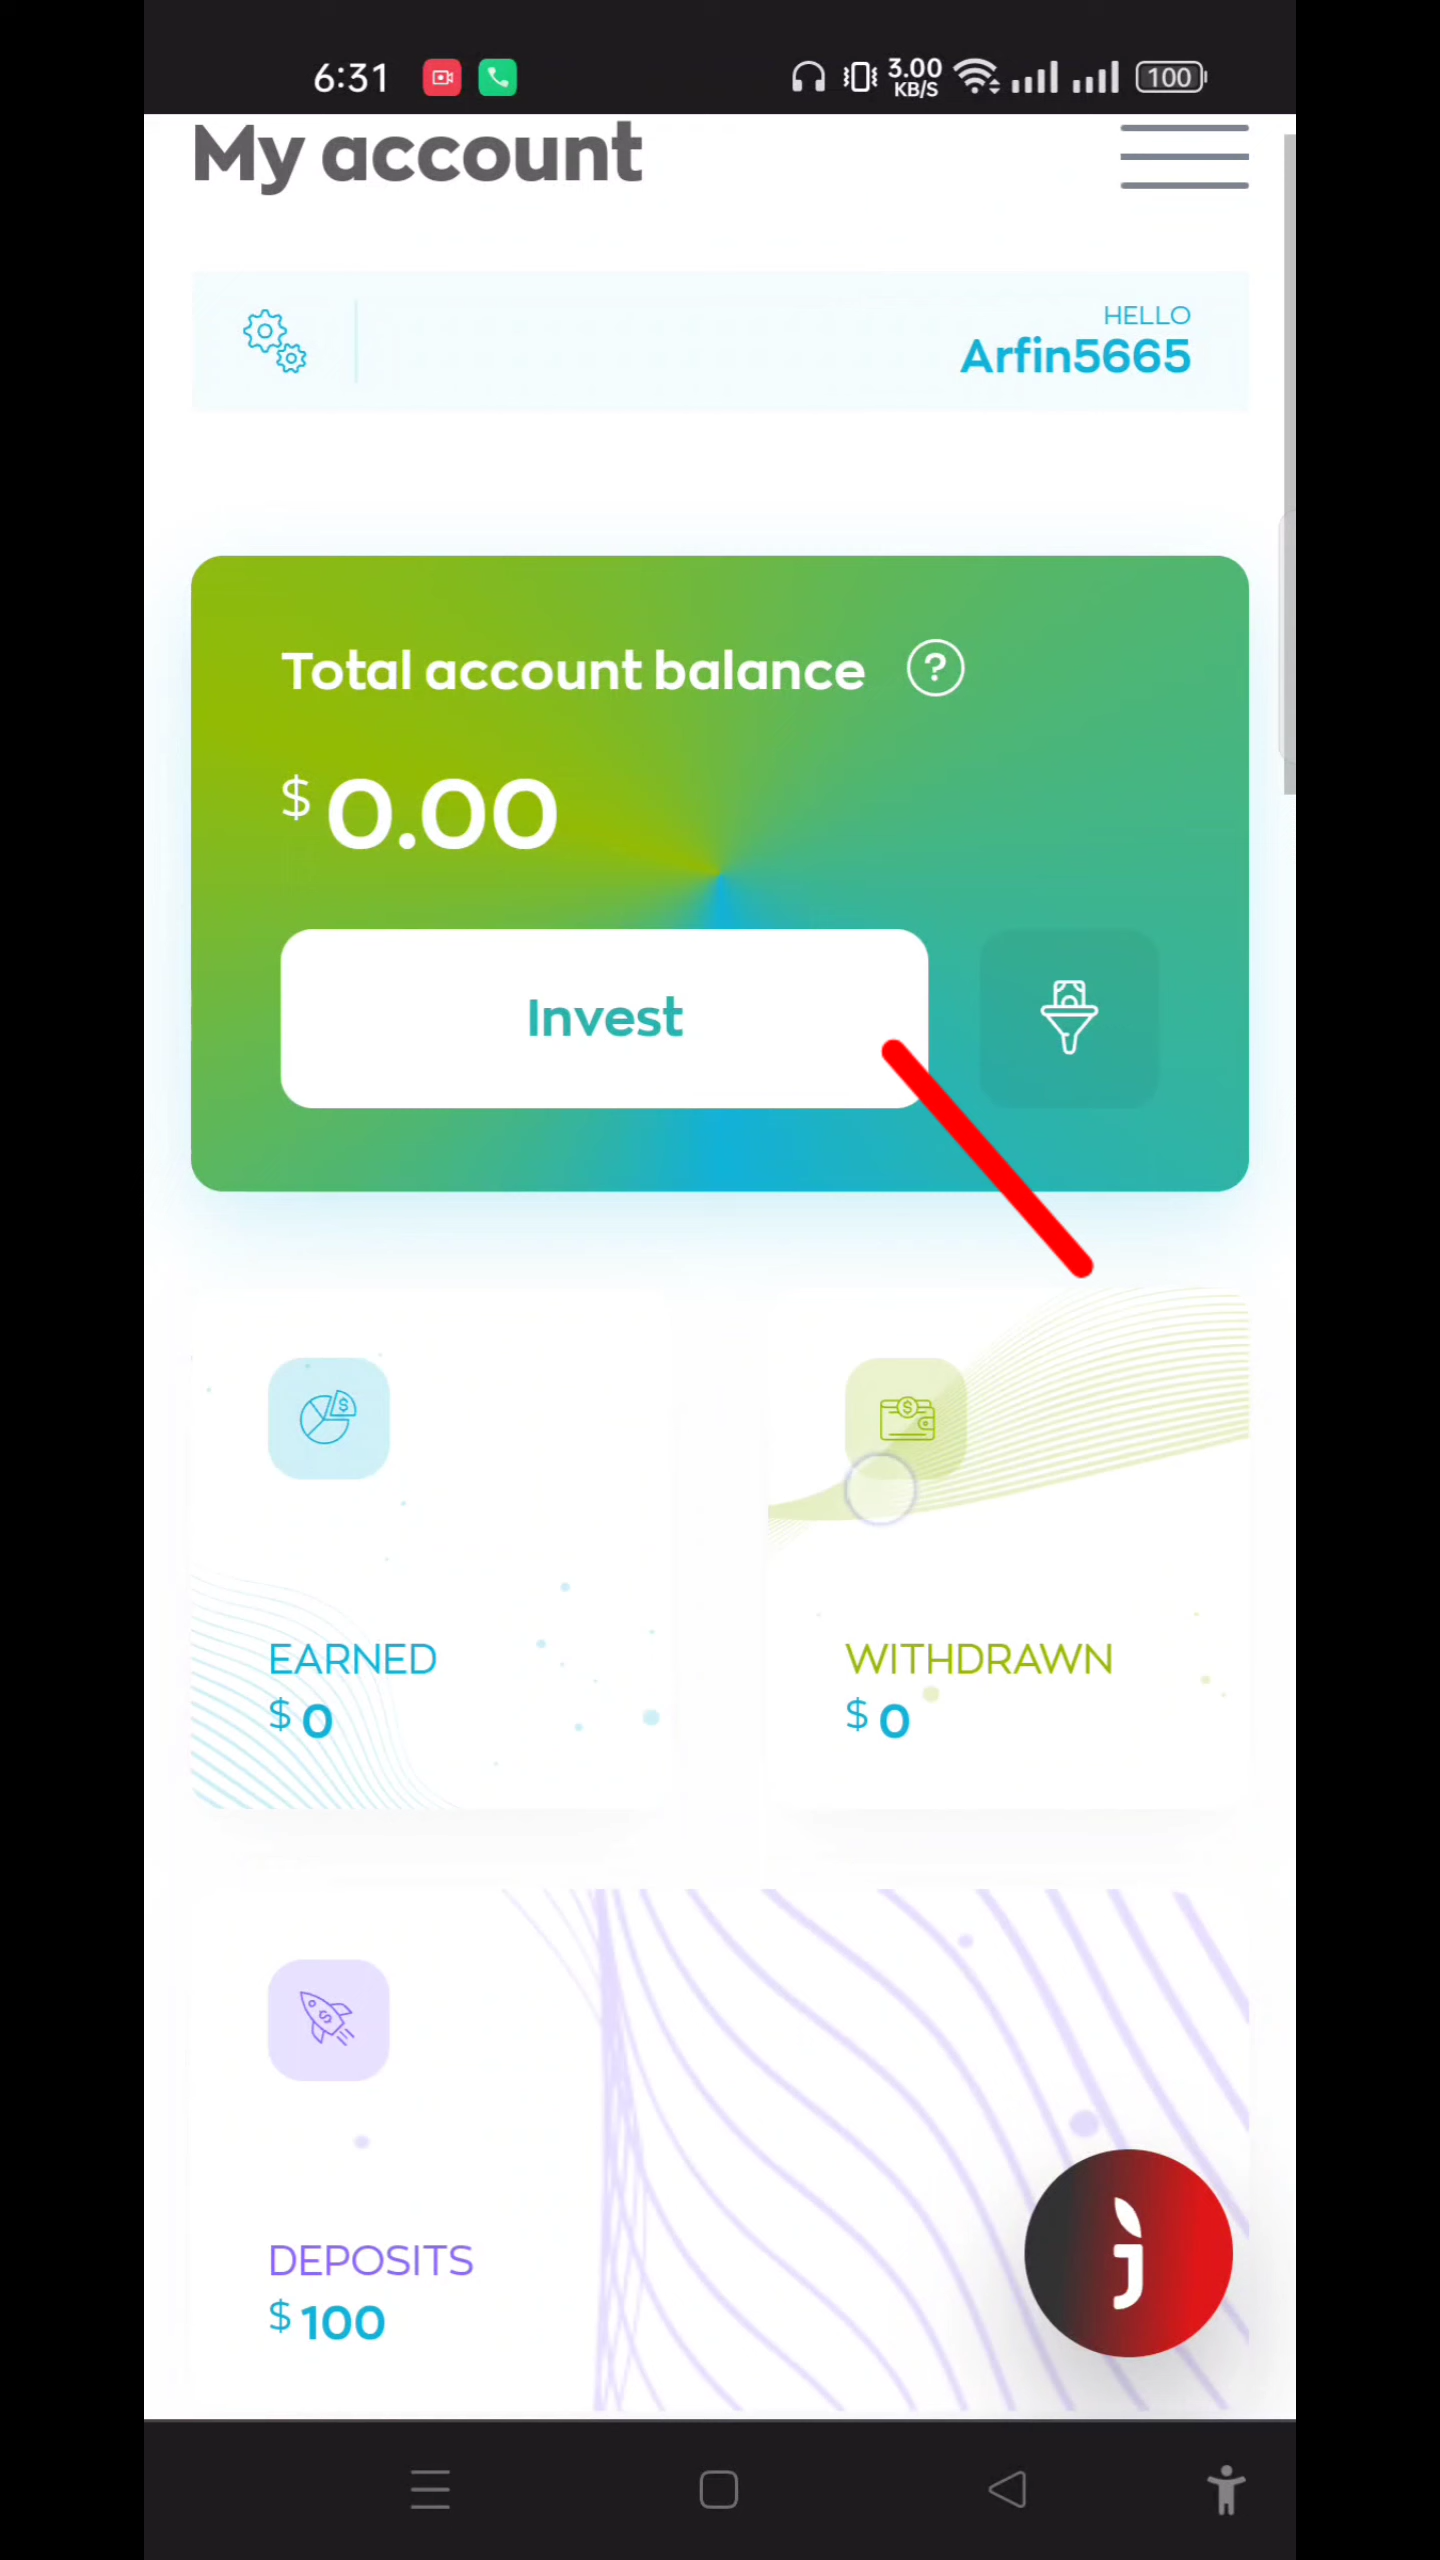 6:31
3.00
KB/S
100
My account
HELLO
Arfin5665
Total account balance ?
$ 0.00
Invest
EARNED
$ 0
WITHDRAWN
$ 0
DEPOSITS
$ 100